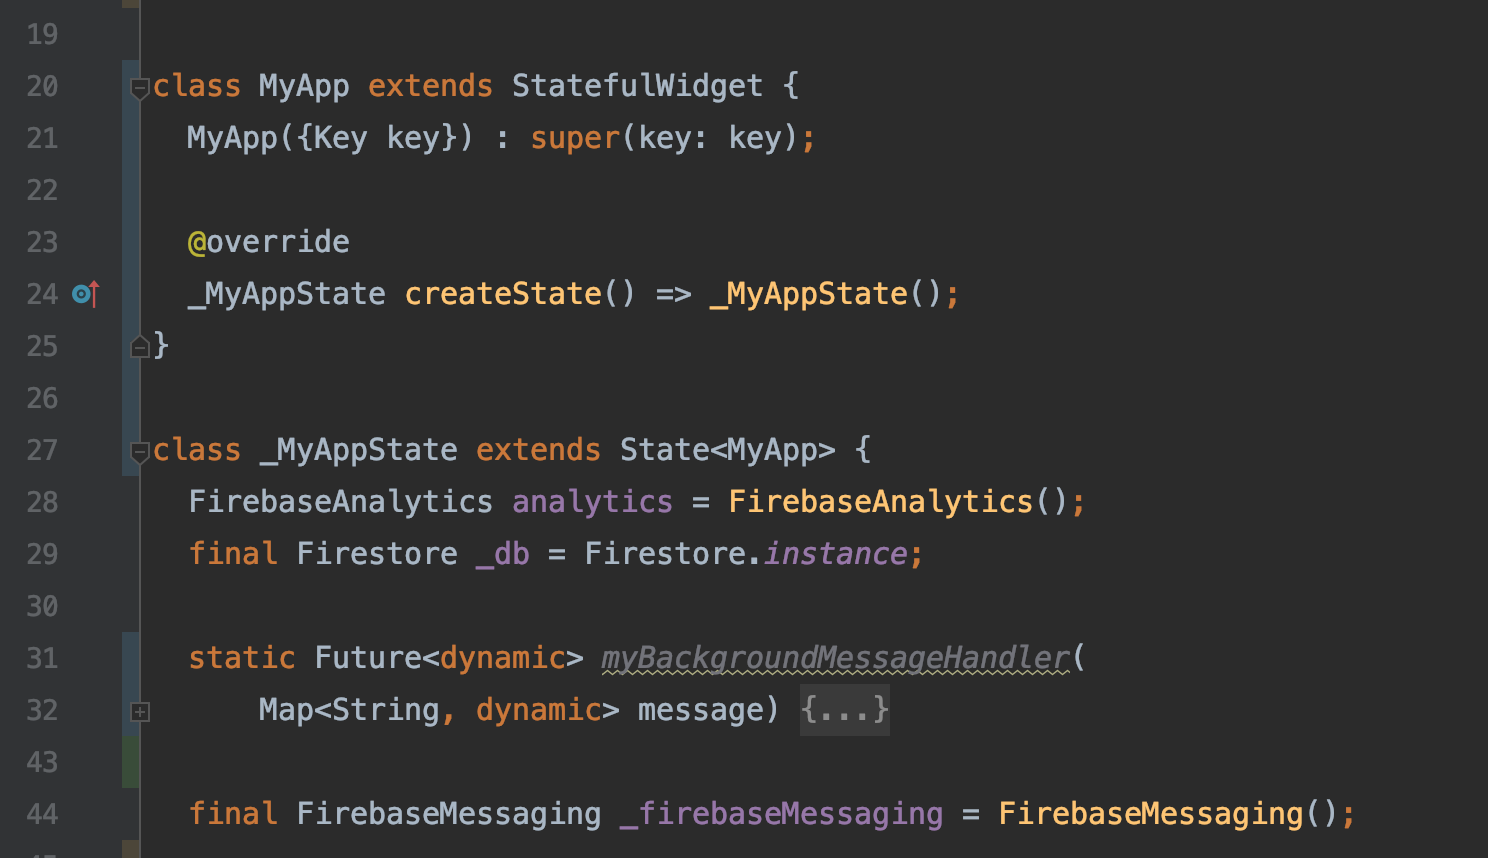 19
20 class MyApp extends StatefulWidget {
21 MyApp({Key key}) : super(key: key);
22
23 @override
24 _MyAppState createState() => _MyAppState();
25 }
26
27 class _MyAppState extends State<MyApp> {
28 FirebaseAnalytics analytics = FirebaseAnalytics();
29 final Firestore _db = Firestore.instance;
30
31 static Future<dynamic> myBackgroundMessageHandler(
32 Map<String, dynamic> message) {...}
43
44 final FirebaseMessaging _firebaseMessaging = FirebaseMessaging();